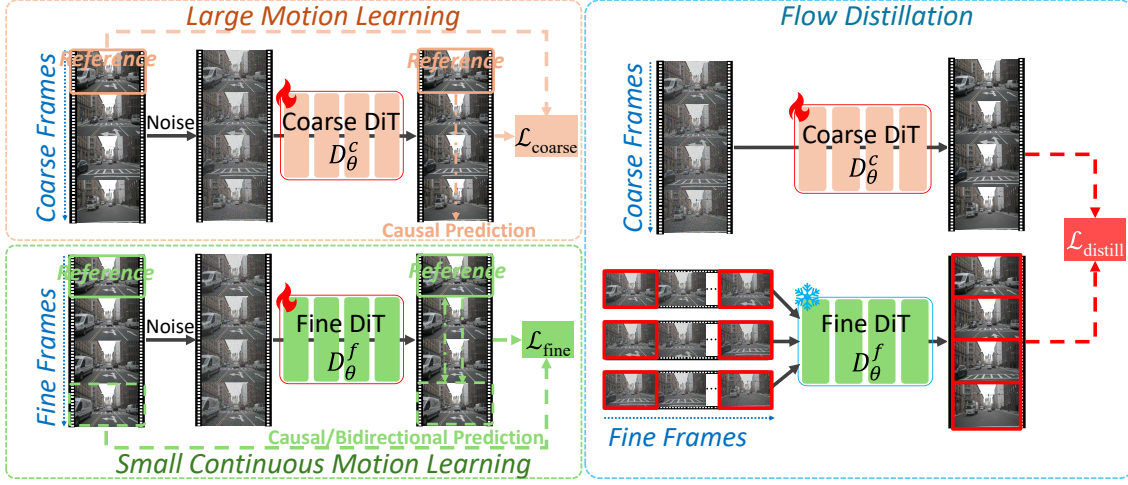 Large Motion Learning
Coarse Frames
Reference
Noise
Coarse DiT
D_θ^c
Reference
ℒ_coarse
Causal Prediction
Fine Frames
Reference
Noise
Fine DiT
D_θ^f
Reference
ℒ_fine
Causal/Bidirectional Prediction
Small Continuous Motion Learning
Flow Distillation
Coarse Frames
Coarse DiT
D_θ^c
ℒ_distill
...
...
...
Fine DiT
D_θ^f
Fine Frames